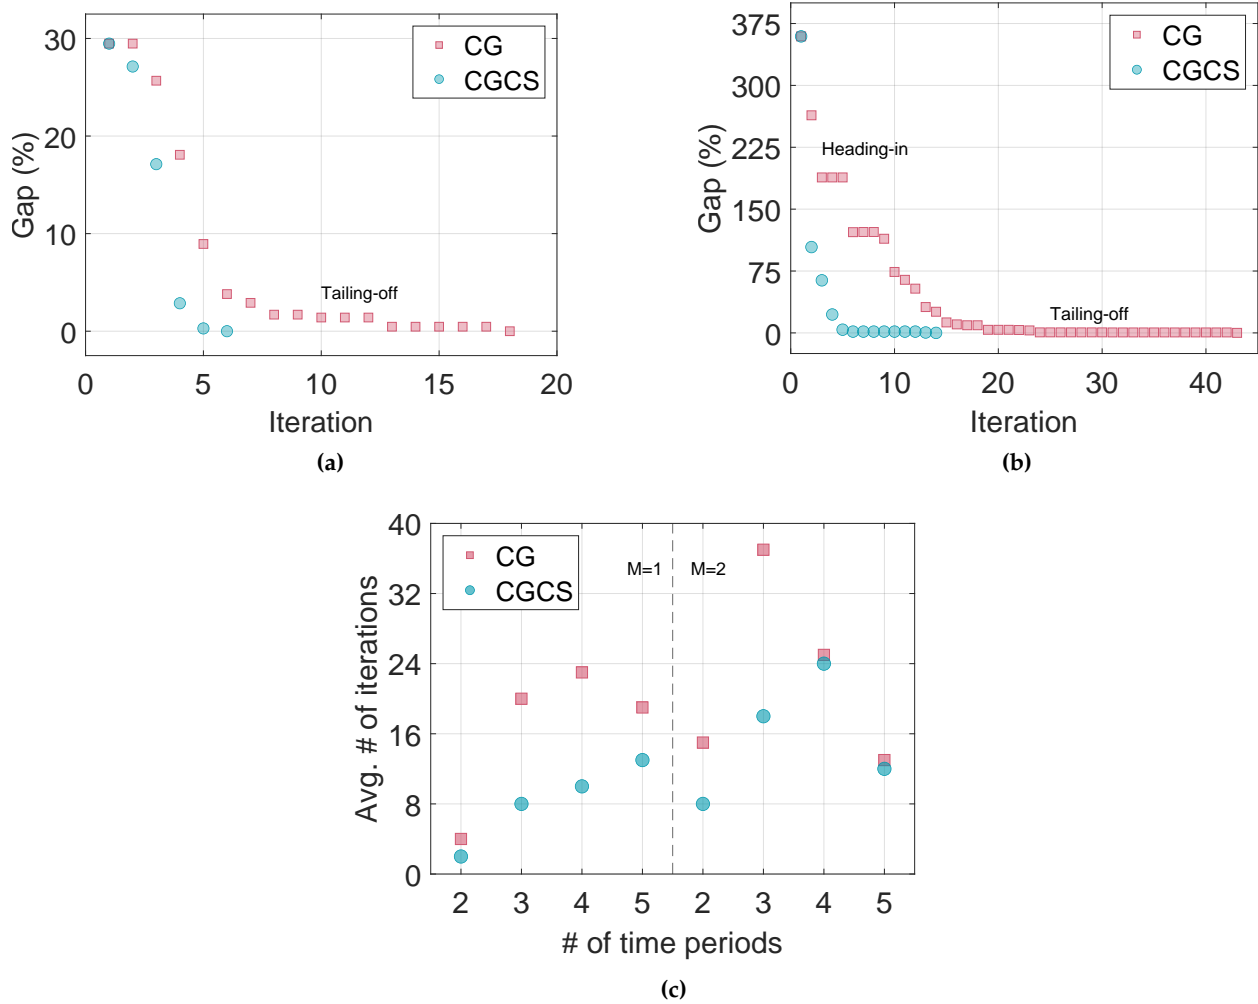 30
20
10
0
Gap (%)
CG
CGCS
Tailing-off
0 5 10 15 20
Iteration
(a)
375
300
225
150
75
0
Gap (%)
CG
CGCS
Heading-in
Tailing-off
0 10 20 30 40
Iteration
(b)
40
32
24
16
8
0
Avg. # of iterations
CG
CGCS
M=1 M=2
2 3 4 5 2 3 4 5
# of time periods
(c)